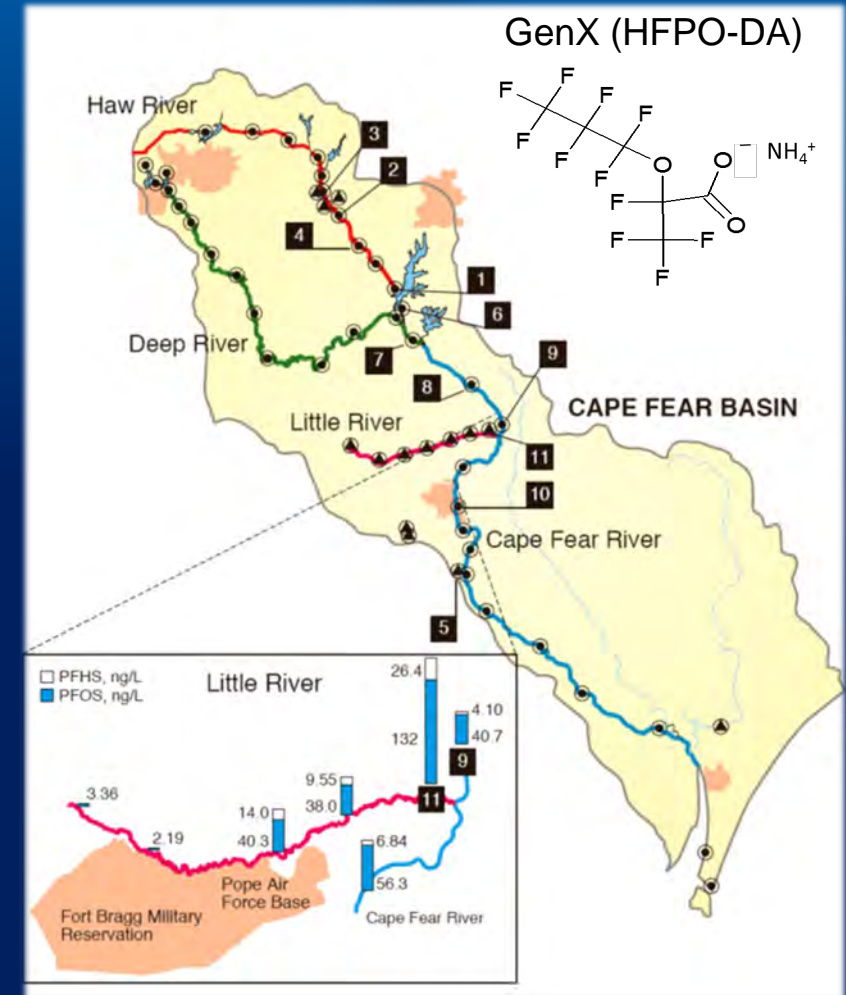 GenX (HFPO-DA)
F
F
F
F
F
F
F
O
O
NH₄⁺
F
O
F
F
F
Haw River
3
2
4
1
6
Deep River
7
9
8
CAPE FEAR BASIN
Little River
11
10
Cape Fear River
5
PFHS, ng/L
PFOS, ng/L
Little River
26.4
132
4.10
40.7
9
11
9.55
38.0
14.0
40.3
3.36
2.19
6.84
56.3
Pope Air
Force Base
Fort Bragg Military
Reservation
Cape Fear River